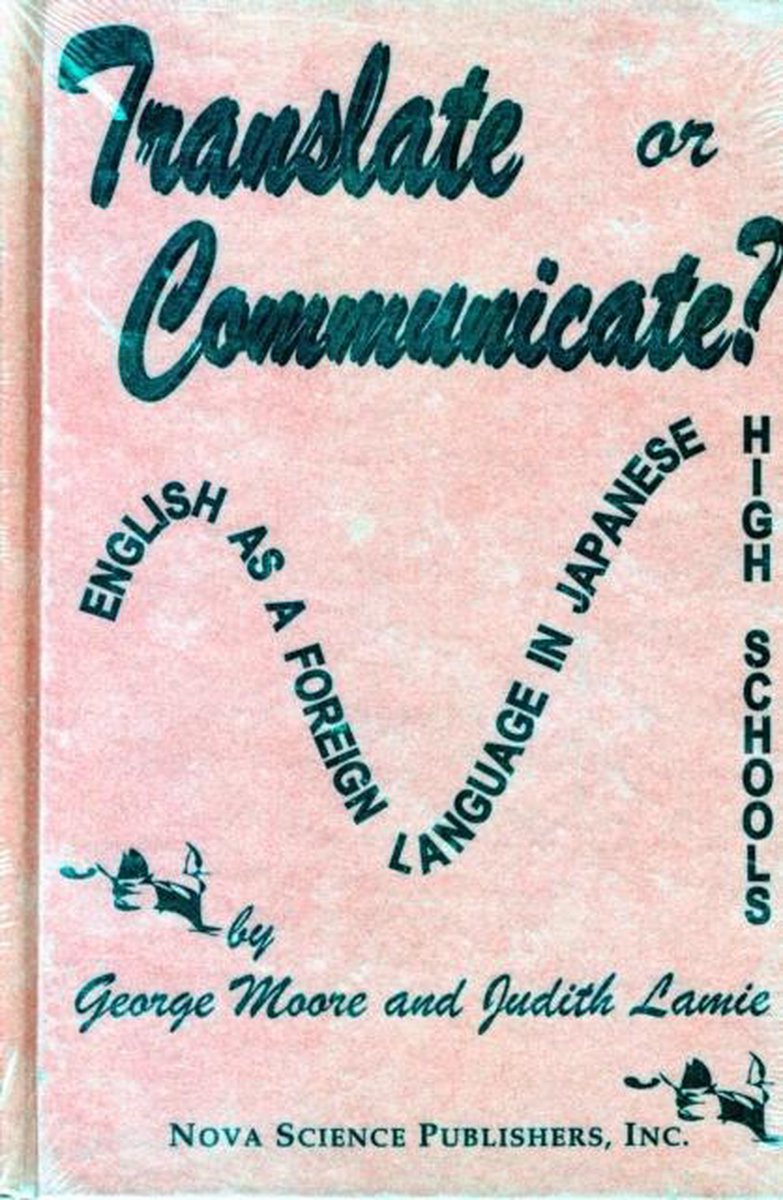 Translate or
Communicate?
ENGLISH AS A FOREIGN LANGUAGE IN JAPANESE
HIGH SCHOOLS
by
George Moore and Judith Lamie
NOVA SCIENCE PUBLISHERS, INC.